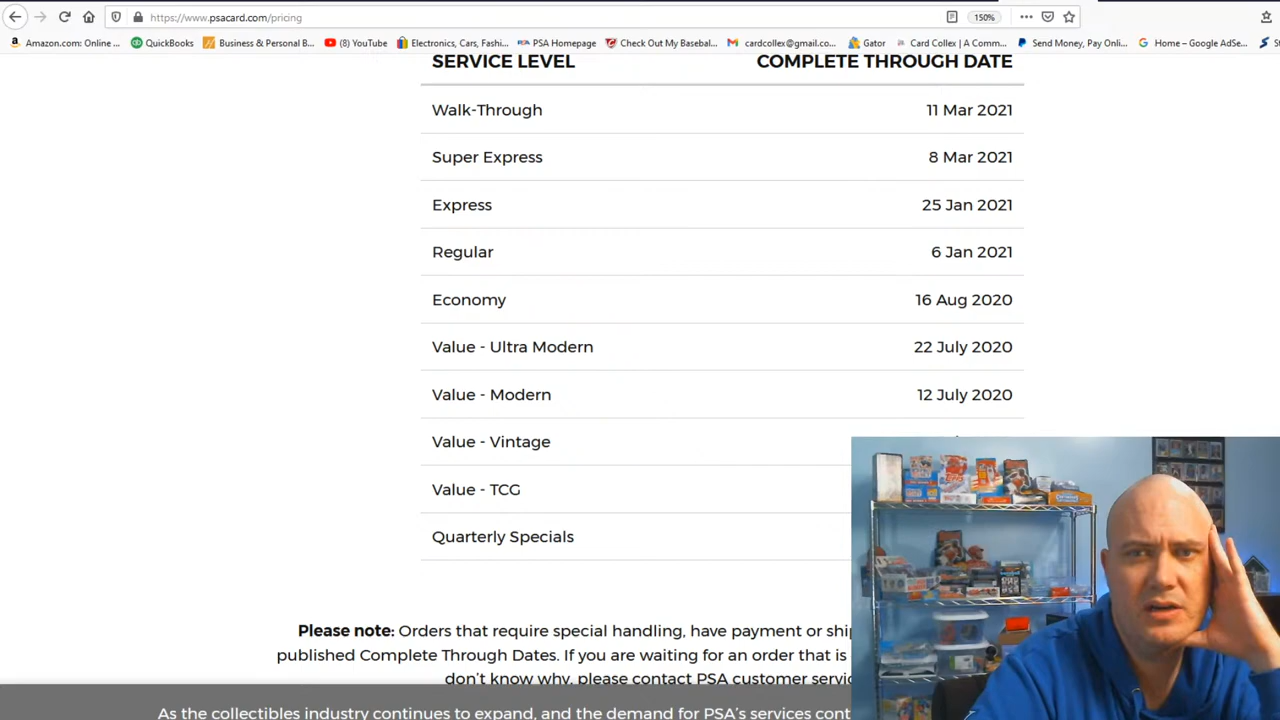 https://www.psacard.com/pricing
150%
Amazon.com: Online ...
QuickBooks
Business & Personal B...
(8) YouTube
Electronics, Cars, Fashi...
PSA Homepage
Check Out My Basebal...
cardcollex@gmail.co...
Gator
Card Collex | A Comm...
Send Money, Pay Onli...
Home – Google AdSe...
SERVICE LEVEL COMPLETE THROUGH DATE
Walk-Through 11 Mar 2021
Super Express 8 Mar 2021
Express 25 Jan 2021
Regular 6 Jan 2021
Economy 16 Aug 2020
Value - Ultra Modern 22 July 2020
Value - Modern 12 July 2020
Value - Vintage
Value - TCG
Quarterly Specials
Please note: Orders that require special handling, have payment or ship
published Complete Through Dates. If you are waiting for an order that is
don't know why, please contact PSA customer servic
As the collectibles industry continues to expand, and the demand for PSA's services cont